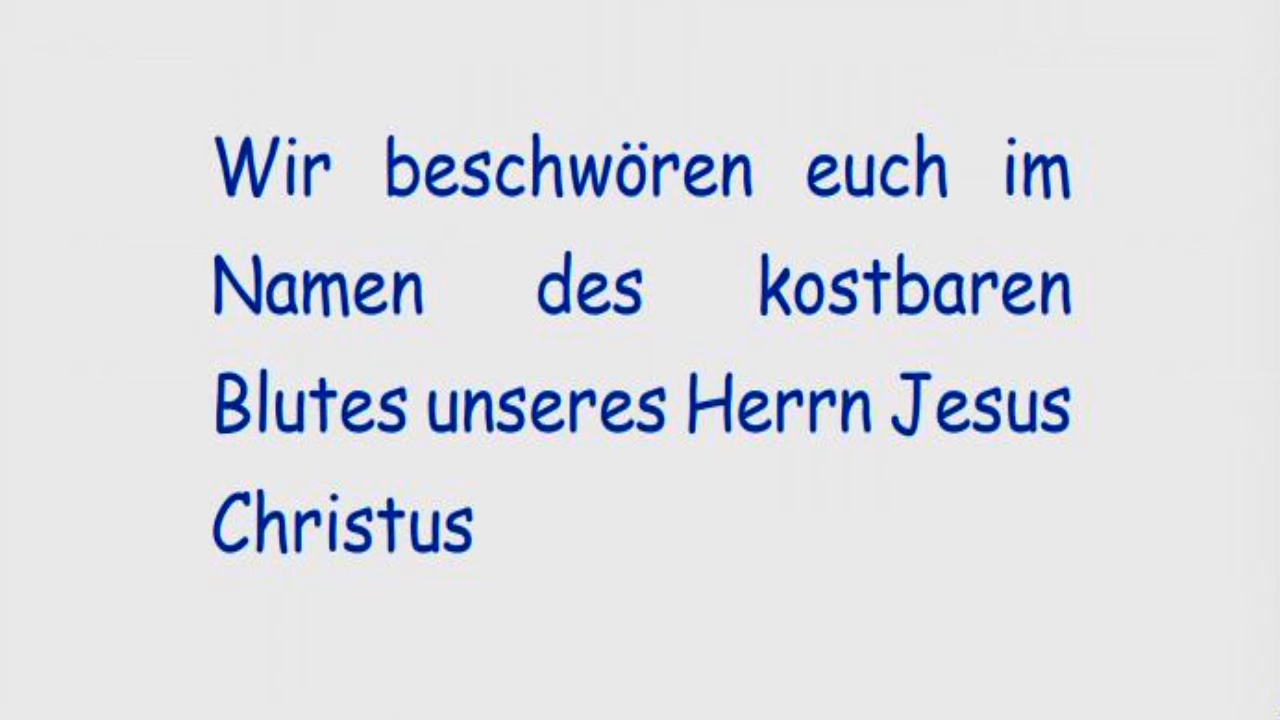 Wir beschwören euch im
Namen des kostbaren
Blutes unseres Herrn Jesus
Christus